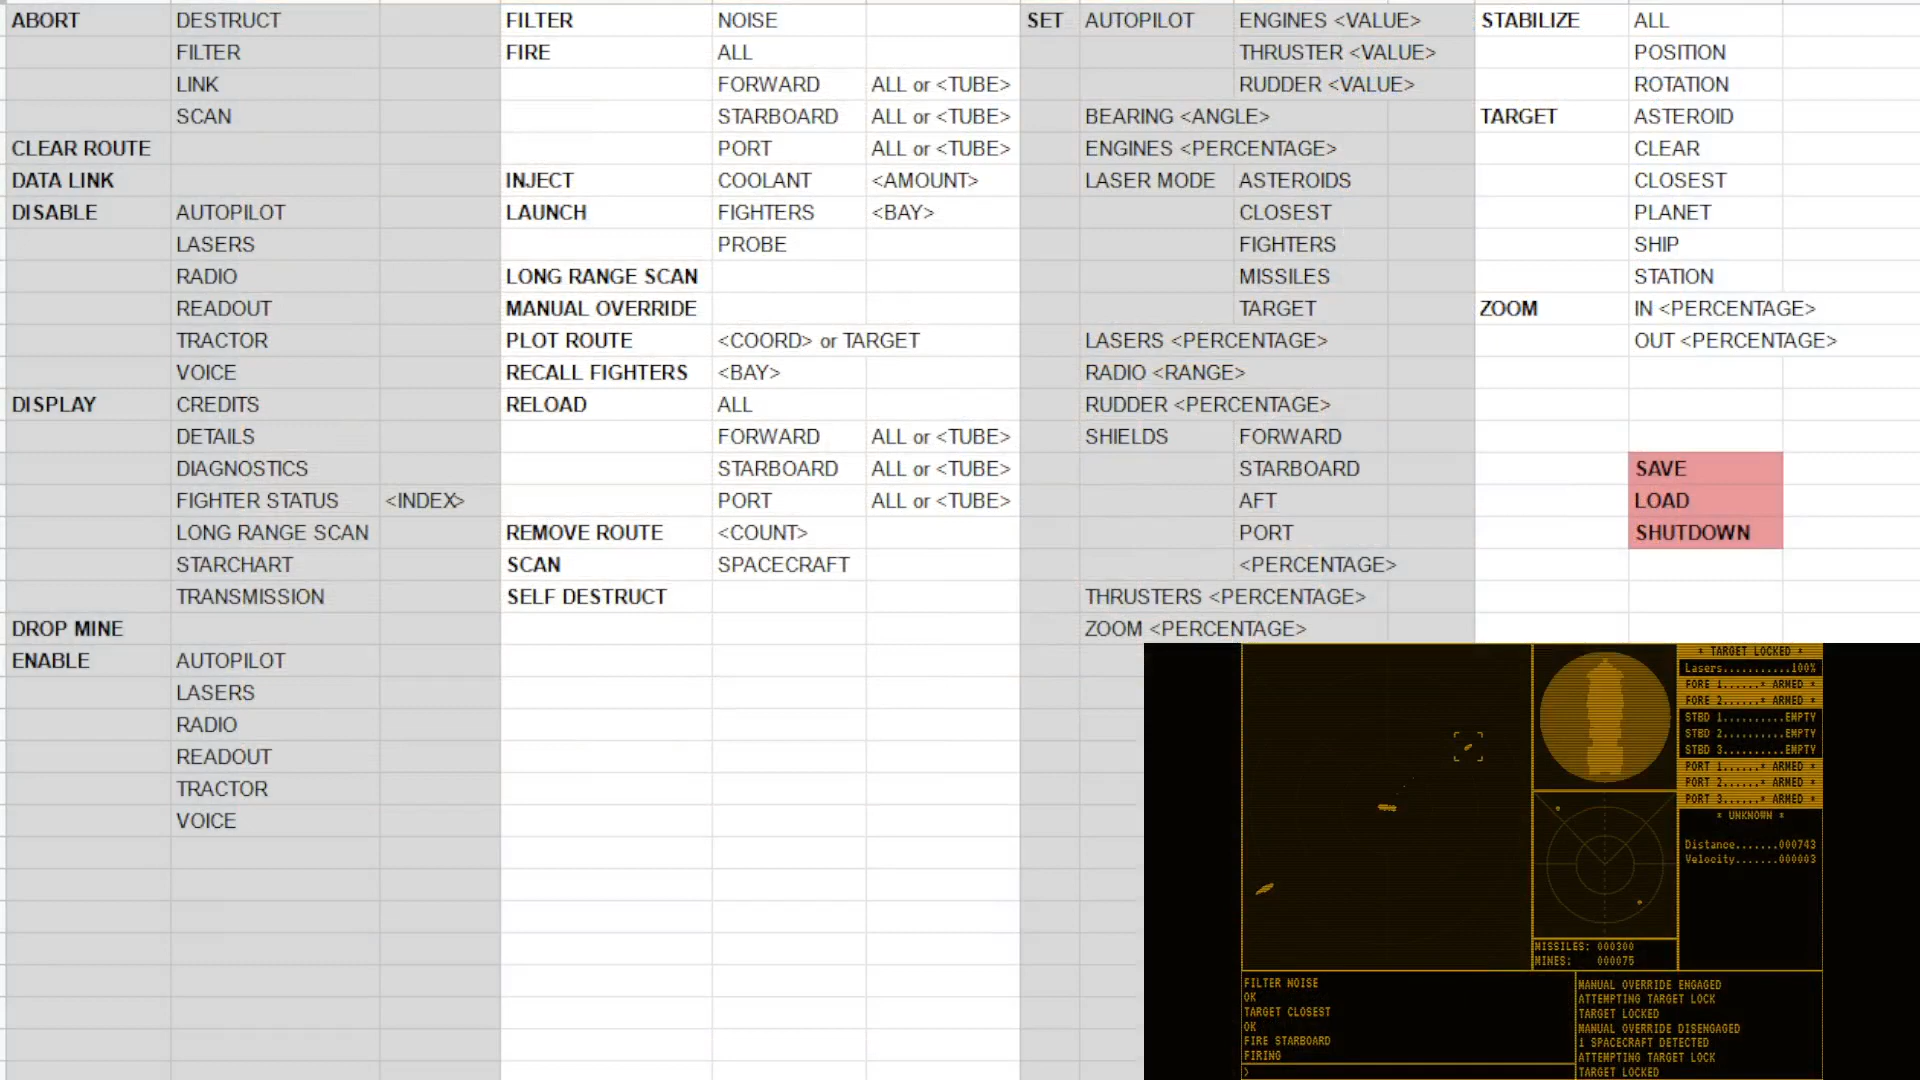 ABORT DESTRUCT
FILTER
LINK
SCAN
CLEAR ROUTE
DATA LINK
DISABLE AUTOPILOT
LASERS
RADIO
READOUT
TRACTOR
VOICE
DISPLAY CREDITS
DETAILS
DIAGNOSTICS
FIGHTER STATUS <INDEX>
LONG RANGE SCAN
STARCHART
TRANSMISSION
DROP MINE
ENABLE AUTOPILOT
LASERS
RADIO
READOUT
TRACTOR
VOICE
FILTER NOISE
FIRE ALL
FORWARD ALL or <TUBE>
STARBOARD ALL or <TUBE>
PORT ALL or <TUBE>
INJECT COOLANT <AMOUNT>
LAUNCH FIGHTERS <BAY>
PROBE
LONG RANGE SCAN
MANUAL OVERRIDE
PLOT ROUTE <COORD> or TARGET
RECALL FIGHTERS <BAY>
RELOAD ALL
FORWARD ALL or <TUBE>
STARBOARD ALL or <TUBE>
PORT ALL or <TUBE>
REMOVE ROUTE <COUNT>
SCAN SPACECRAFT
SELF DESTRUCT
SET AUTOPILOT ENGINES <VALUE>
THRUSTER <VALUE>
RUDDER <VALUE>
BEARING <ANGLE>
ENGINES <PERCENTAGE>
LASER MODE ASTEROIDS
CLOSEST
FIGHTERS
MISSILES
TARGET
LASERS <PERCENTAGE>
RADIO <RANGE>
RUDDER <PERCENTAGE>
SHIELDS FORWARD
STARBOARD
AFT
PORT
<PERCENTAGE>
THRUSTERS <PERCENTAGE>
ZOOM <PERCENTAGE>
STABILIZE ALL
POSITION
ROTATION
TARGET ASTEROID
CLEAR
CLOSEST
PLANET
SHIP
STATION
ZOOM IN <PERCENTAGE>
OUT <PERCENTAGE>
SAVE
LOAD
SHUTDOWN
* TARGET LOCKED *
Lasers...........100%
FORE 1......* ARMED *
FORE 2......* ARMED *
STBD 1..........EMPTY
STBD 2..........EMPTY
STBD 3..........EMPTY
PORT 1......* ARMED *
PORT 2......* ARMED *
PORT 3......* ARMED *
* UNKNOWN *
Distance.......000743
Velocity.......000003
MISSILES: 000300
MINES: 000075
FILTER NOISE
OK
TARGET CLOSEST
OK
FIRE STARBOARD
FIRING
>
MANUAL OVERRIDE ENGAGED
ATTEMPTING TARGET LOCK
TARGET LOCKED
MANUAL OVERRIDE DISENGAGED
1 SPACECRAFT DETECTED
ATTEMPTING TARGET LOCK
TARGET LOCKED